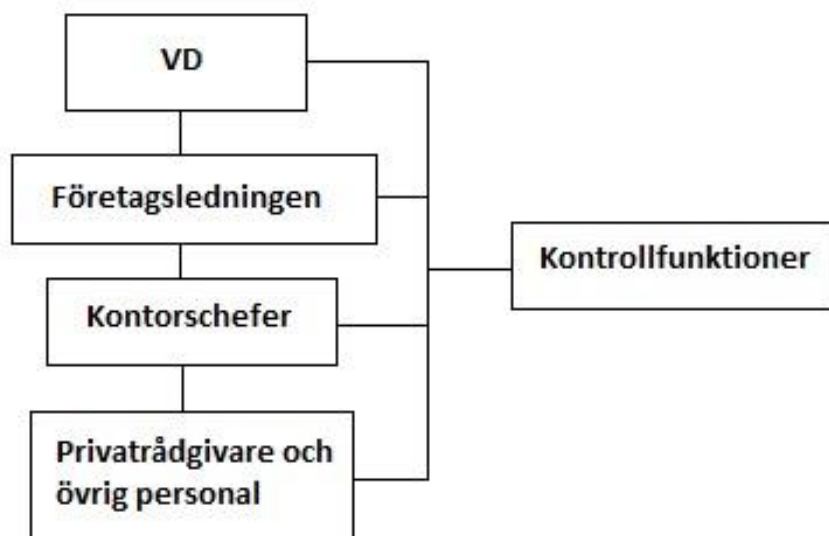 VD
Företagsledningen
Kontorschefer
Privatrådgivare och
övrig personal
Kontrollfunktioner